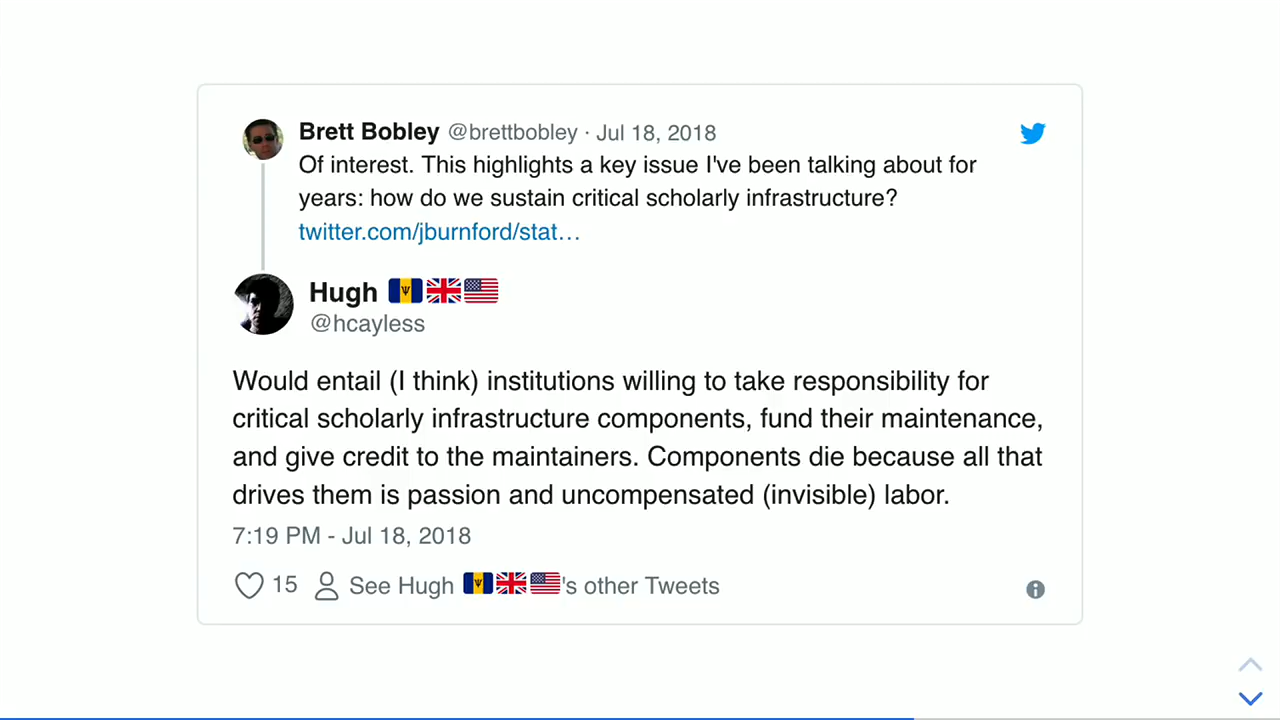 Brett Bobley @brettbobley · Jul 18, 2018
Of interest. This highlights a key issue I've been talking about for
years: how do we sustain critical scholarly infrastructure?
twitter.com/jburnford/stat…
Hugh 🇧🇧🇬🇧🇺🇸
@hcayless
Would entail (I think) institutions willing to take responsibility for
critical scholarly infrastructure components, fund their maintenance,
and give credit to the maintainers. Components die because all that
drives them is passion and uncompensated (invisible) labor.
7:19 PM - Jul 18, 2018
15 See Hugh 🇧🇧🇬🇧🇺🇸's other Tweets